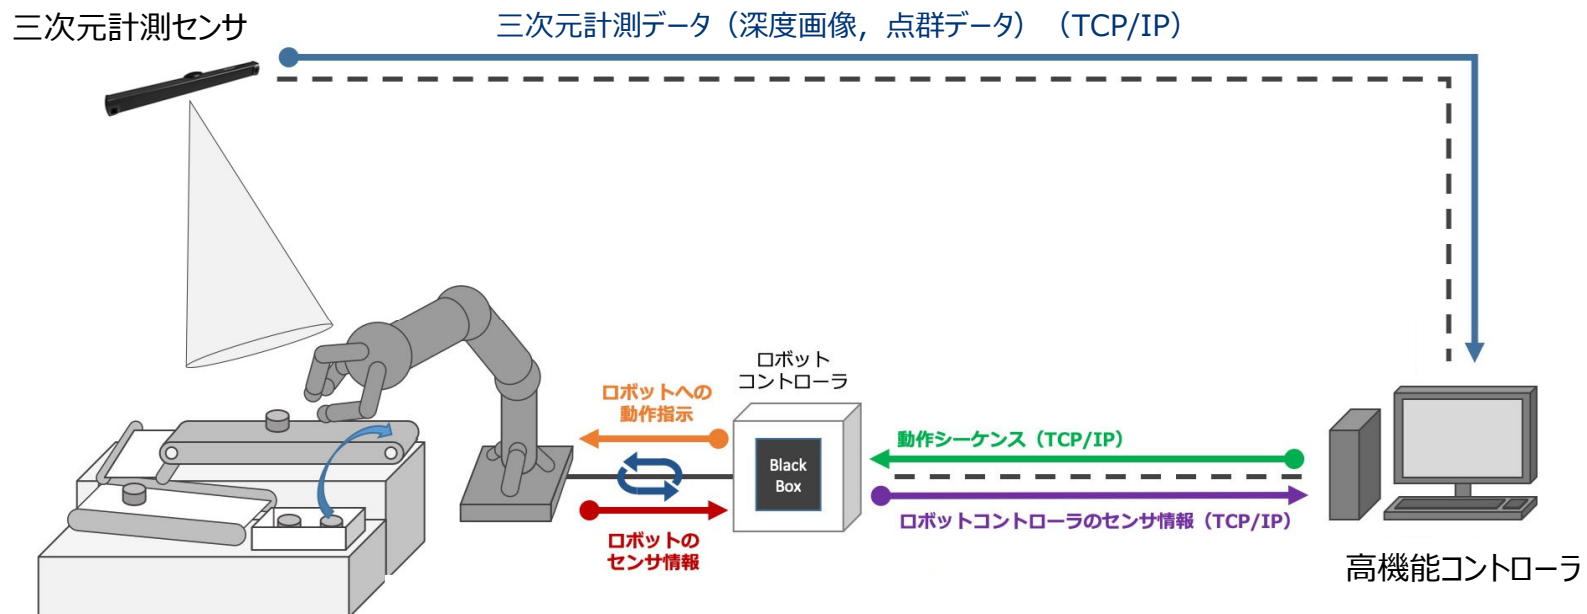 三次元計測センサ
三次元計測データ（深度画像，点群データ）（TCP/IP）
ロボット
コントローラ
ロボットへの
動作指示
Black
Box
動作シーケンス（TCP/IP）
ロボットコントローラのセンサ情報（TCP/IP）
ロボットの
センサ情報
高機能コントローラ